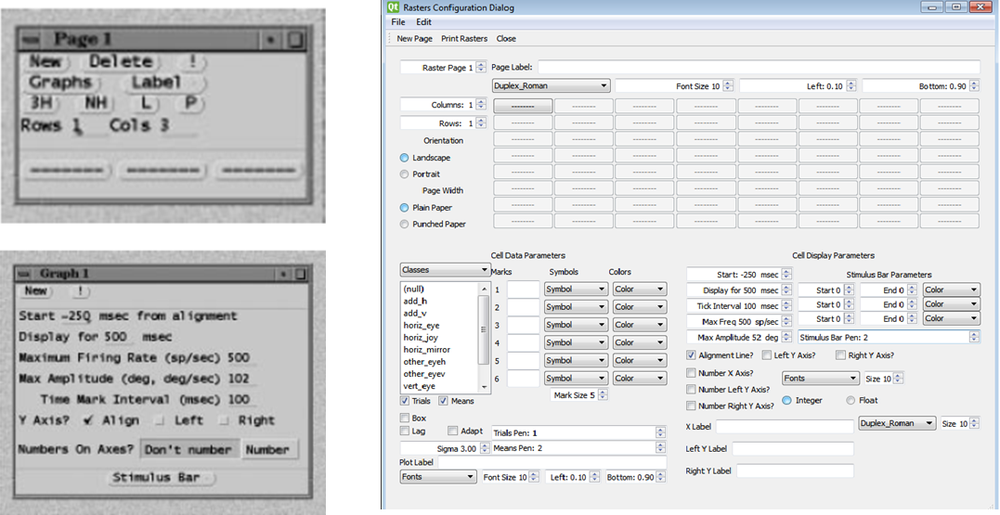 Page 1
New Delete !
Graphs Label
3H NH L P
Rows 1 Cols 3
------- ------- -------
Graph 1
New !
Start -250 msec from alignment
Display for 500 msec
Maximum Firing Rate (sp/sec) 500
Max Amplitude (deg, deg/sec) 102
Time Mark Interval (msec) 100
Y Axis? Align Left Right
Numbers On Axes? Don't number Number
Stimulus Bar
Qt Rasters Configuration Dialog
File Edit
New Page Print Rasters Close
Raster Page 1 Page Label:
Duplex_Roman Font Size 10 Left: 0.10 Bottom: 0.90
Columns: 1 -------- -------- -------- -------- -------- -------- -------- --------
Rows: 1 -------- -------- -------- -------- -------- -------- -------- --------
Orientation -------- -------- -------- -------- -------- -------- -------- --------
Landscape -------- -------- -------- -------- -------- -------- -------- --------
Portrait -------- -------- -------- -------- -------- -------- -------- --------
Page Width -------- -------- -------- -------- -------- -------- -------- --------
Plain Paper -------- -------- -------- -------- -------- -------- -------- --------
Punched Paper -------- -------- -------- -------- -------- -------- -------- --------
Cell Data Parameters
Classes Marks Symbols Colors
(null) 1 Symbol Color
add_h
add_v 2 Symbol Color
horiz_eye 3 Symbol Color
horiz_joy
horiz_mirror 4 Symbol Color
other_eyeh 5 Symbol Color
other_eyev
vert_eye 6 Symbol Color
Trials Means Mark Size 5
Box
Lag Adapt Trials Pen: 1
Sigma 3.00 Means Pen: 2
Plot Label
Fonts Font Size 10 Left: 0.10 Bottom: 0.90
Cell Display Parameters
Start: -250 msec Stimulus Bar Parameters
Display for 500 msec Start 0 End 0 Color
Tick Interval 100 msec Start 0 End 0 Color
Max Freq 500 sp/sec Start 0 End 0 Color
Max Amplitude 52 deg Stimulus Bar Pen: 2
Alignment Line? Left Y Axis? Right Y Axis?
Number X Axis? Fonts Size 10
Number Left Y Axis?
Number Right Y Axis? Integer Float
X Label Duplex_Roman Size 10
Left Y Label
Right Y Label